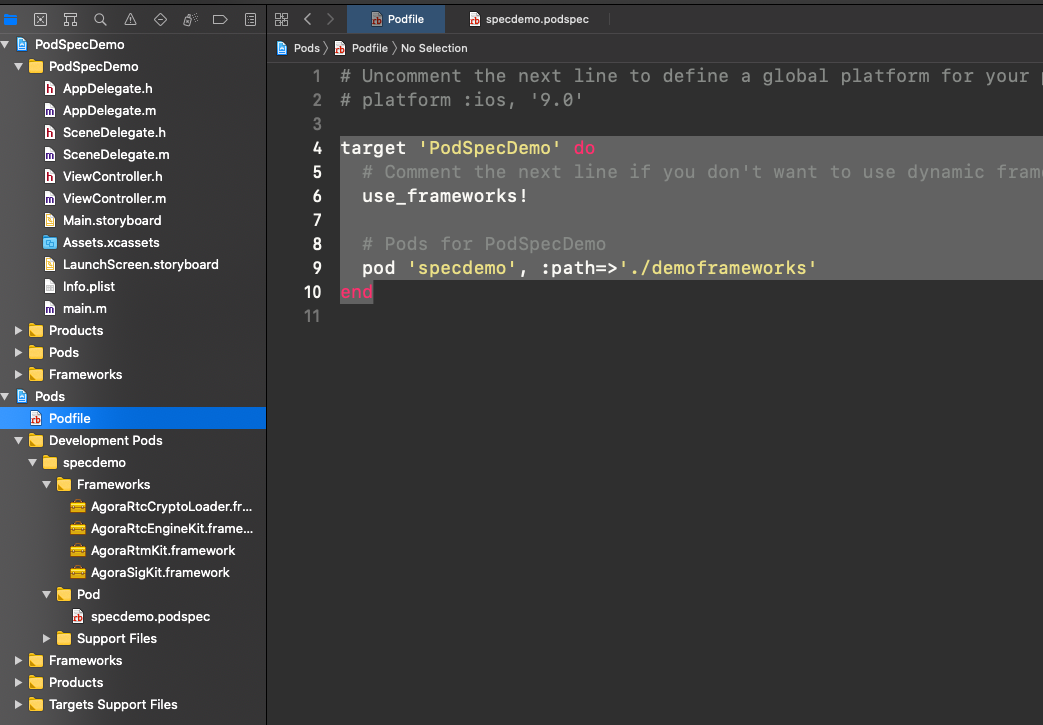 Podfile
specdemo.podspec
Pods
Podfile
No Selection
PodSpecDemo
PodSpecDemo
AppDelegate.h
AppDelegate.m
SceneDelegate.h
SceneDelegate.m
ViewController.h
ViewController.m
Main.storyboard
Assets.xcassets
LaunchScreen.storyboard
Info.plist
main.m
Products
Pods
Frameworks
Pods
Podfile
Development Pods
specdemo
Frameworks
AgoraRtcCryptoLoader.fr...
AgoraRtcEngineKit.frame...
AgoraRtmKit.framework
AgoraSigKit.framework
Pod
specdemo.podspec
Support Files
Frameworks
Products
Targets Support Files
1 # Uncomment the next line to define a global platform for your
2 # platform :ios, '9.0'
3
4 target 'PodSpecDemo' do
5 # Comment the next line if you don't want to use dynamic fram
6 use_frameworks!
7
8 # Pods for PodSpecDemo
9 pod 'specdemo', :path=>'./demoframeworks'
10 end
11